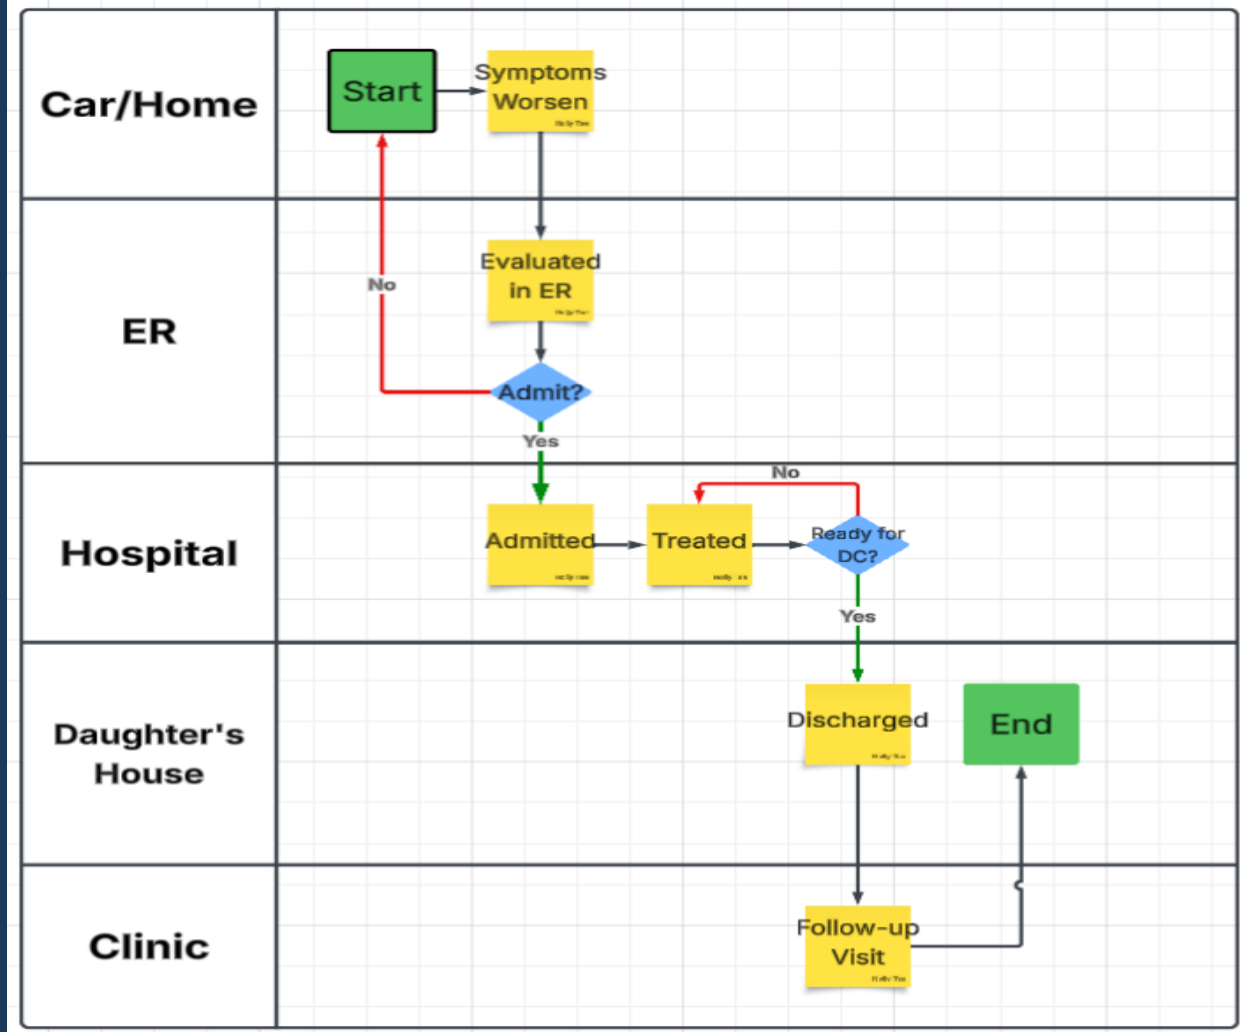 Car/Home
Start
Symptoms
Worsen
ER
Evaluated
in ER
No
Admit?
Yes
Hospital
No
Admitted
Treated
Ready for
DC?
Yes
Daughter's
House
Discharged
End
Clinic
Follow-up
Visit